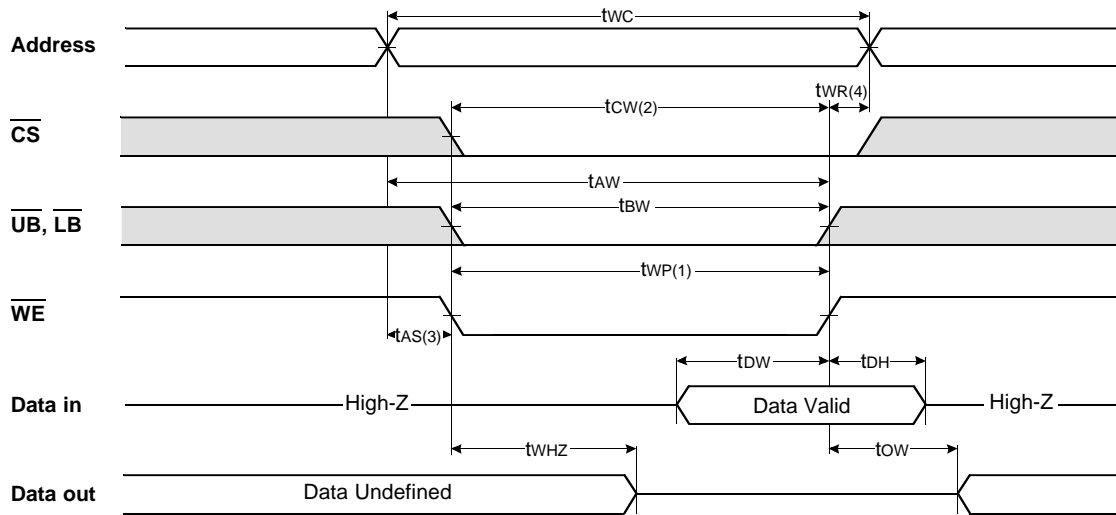 tWC
Address
tCW(2)
tWR(4)
CS
tAW
UB, LB
tBW
tWP(1)
WE
tAS(3)
tDW
tDH
Data in
High-Z
Data Valid
High-Z
tWHZ
tOW
Data out
Data Undefined